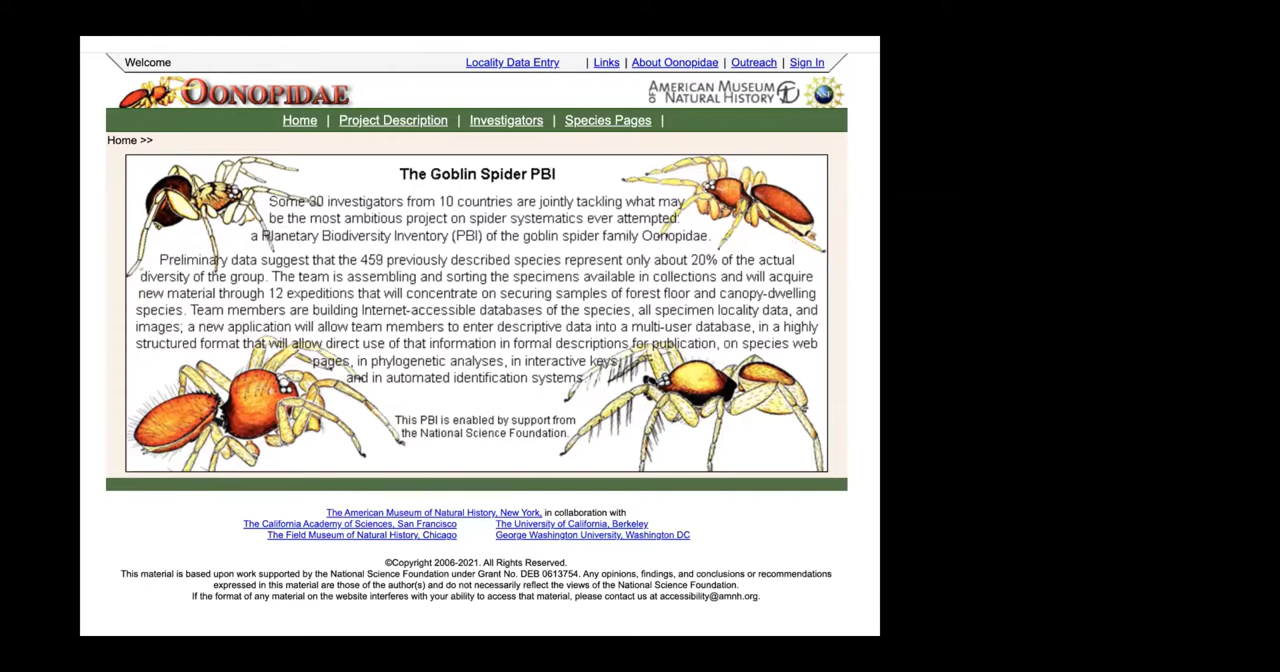 Welcome
Locality Data Entry | Links | About Oonopidae | Outreach | Sign In
OONOPIDAE
AMERICAN MUSEUM OF NATURAL HISTORY
NSF
Home | Project Description | Investigators | Species Pages |
Home >>
The Goblin Spider PBI
Some 30 investigators from 10 countries are jointly tackling what may
be the most ambitious project on spider systematics ever attempted:
a Planetary Biodiversity Inventory (PBI) of the goblin spider family Oonopidae.
Preliminary data suggest that the 459 previously described species represent only about 20% of the actual
diversity of the group. The team is assembling and sorting the specimens available in collections and will acquire
new material through 12 expeditions that will concentrate on securing samples of forest floor and canopy-dwelling
species. Team members are building Internet-accessible databases of the species, all specimen locality data, and
images; a new application will allow team members to enter descriptive data into a multi-user database, in a highly
structured format that will allow direct use of that information in formal descriptions for publication, on species web
pages, in phylogenetic analyses, in interactive keys,
and in automated identification systems.
This PBI is enabled by support from
the National Science Foundation.
The American Museum of Natural History, New York, in collaboration with
The California Academy of Sciences, San Francisco The University of California, Berkeley
The Field Museum of Natural History, Chicago George Washington University, Washington DC
©Copyright 2006-2021. All Rights Reserved.
This material is based upon work supported by the National Science Foundation under Grant No. DEB 0613754. Any opinions, findings, and conclusions or recommendations
expressed in this material are those of the author(s) and do not necessarily reflect the views of the National Science Foundation.
If the format of any material on the website interferes with your ability to access that material, please contact us at accessibility@amnh.org.